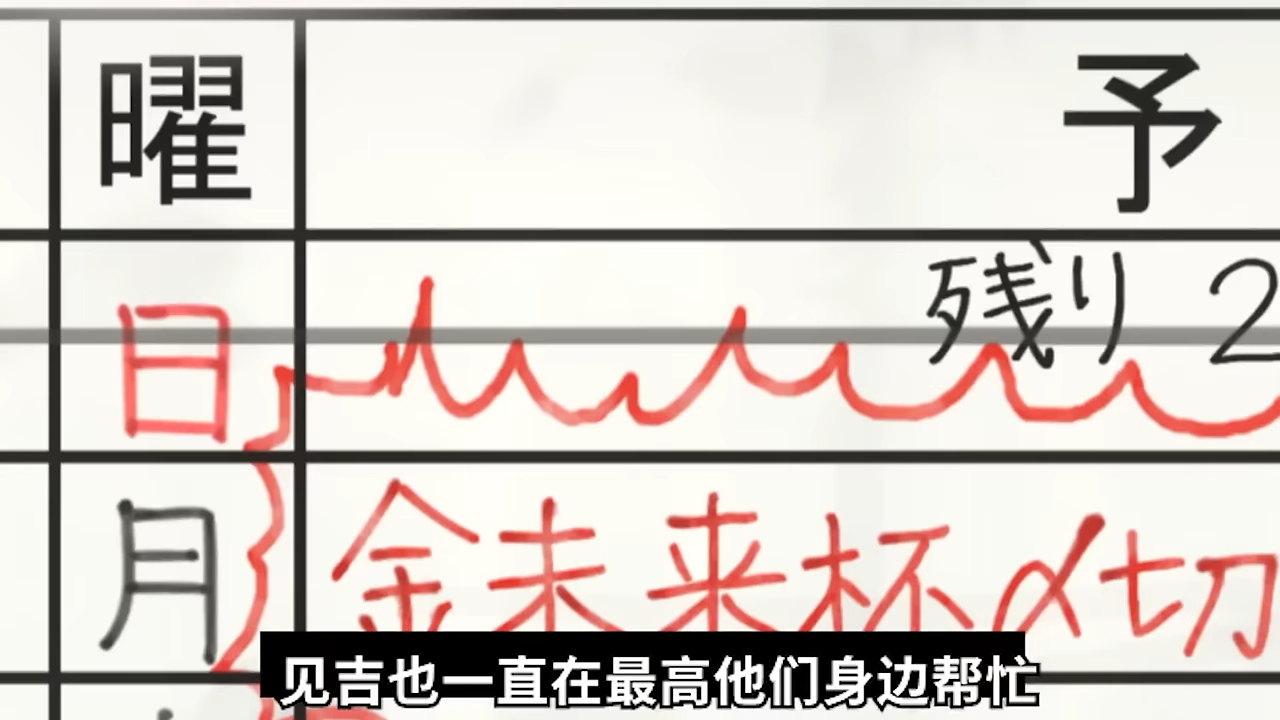 曜 予
残り 2
日
月 金未来杯〆切
见吉也一直在最高他们身边帮忙